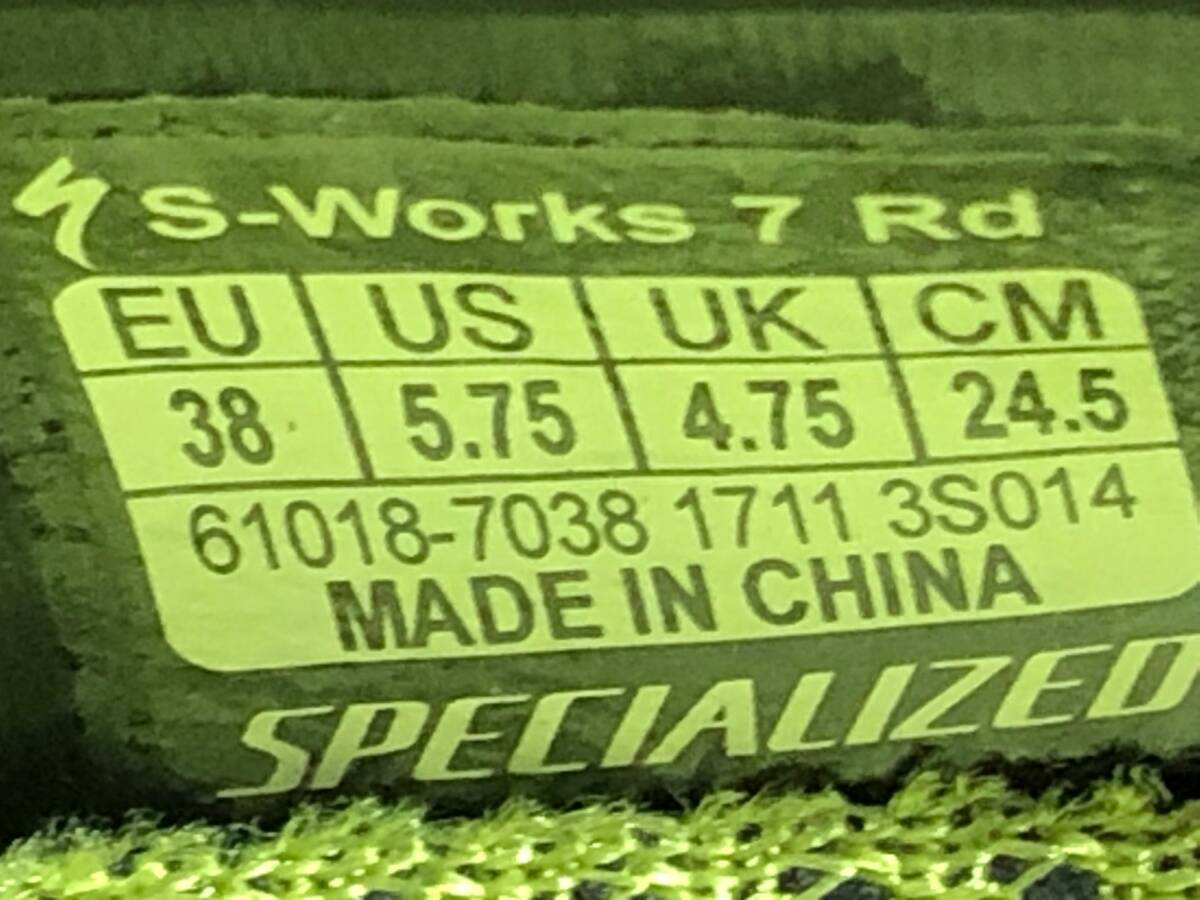 S-Works 7 Rd
EU US UK CM
38 5.75 4.75 24.5
61018-7038 1711 3S014
MADE IN CHINA
SPECIALIZED